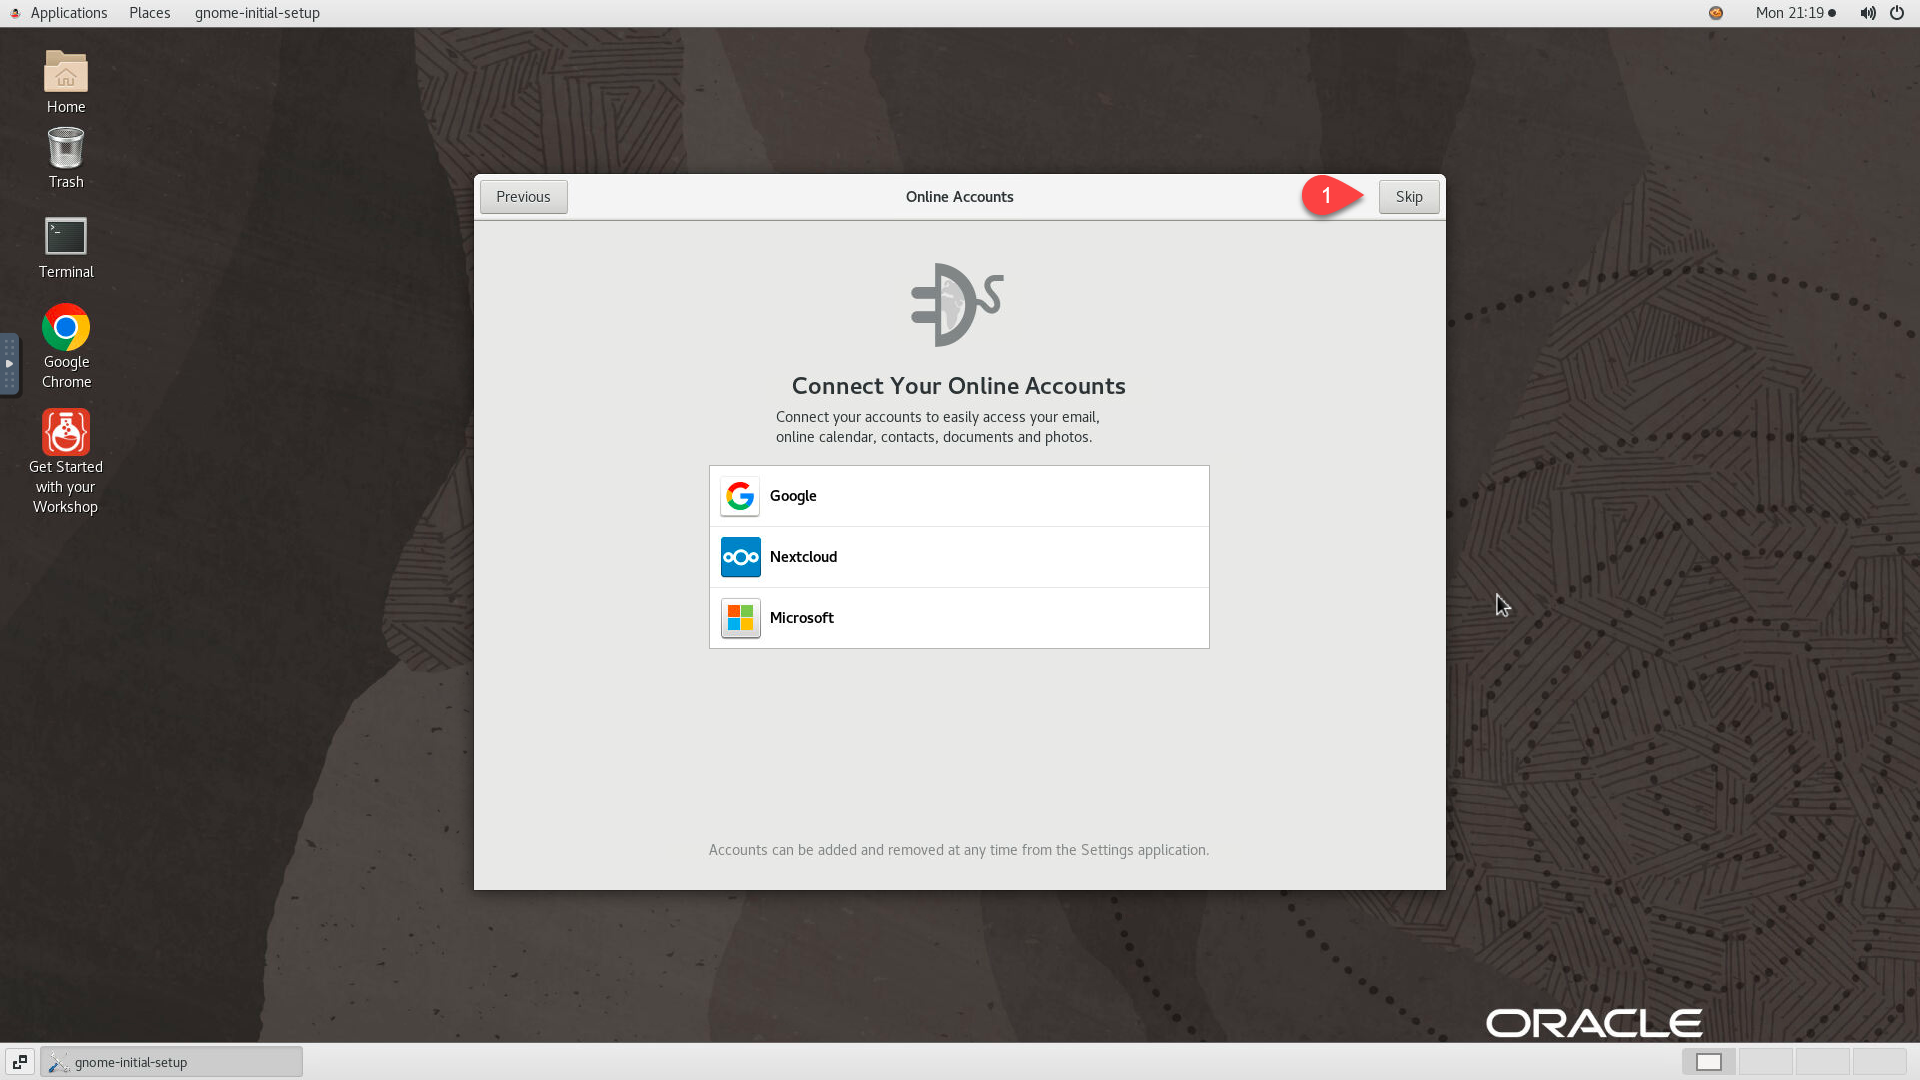 Applications Places gnome-initial-setup Mon 21:19
Home
Trash
Terminal
Google
Chrome
Get Started
with your
Workshop
Previous Online Accounts 1 Skip
Connect Your Online Accounts
Connect your accounts to easily access your email,
online calendar, contacts, documents and photos.
Google
Nextcloud
Microsoft
Accounts can be added and removed at any time from the Settings application.
ORACLE
gnome-initial-setup